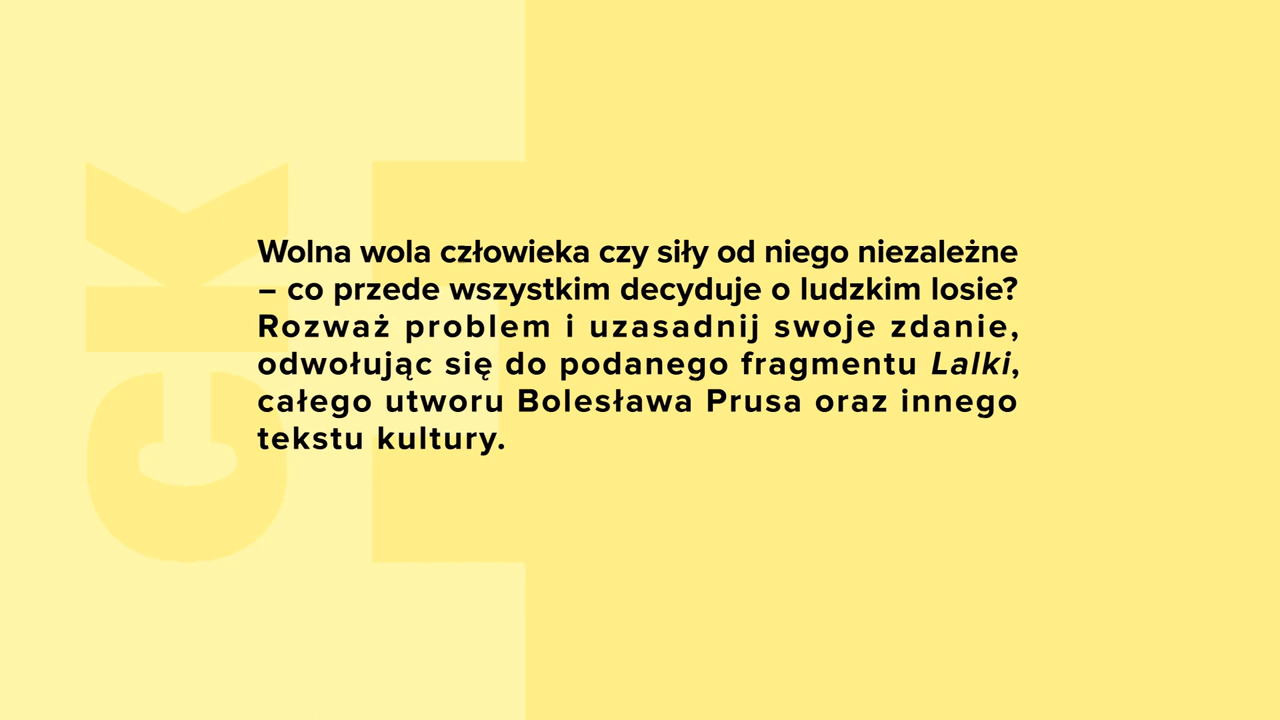 Wolna wola człowieka czy siły od niego niezależne
– co przede wszystkim decyduje o ludzkim losie?
Rozważ problem i uzasadnij swoje zdanie,
odwołując się do podanego fragmentu Lalki,
całego utworu Bolesława Prusa oraz innego
tekstu kultury.
ck